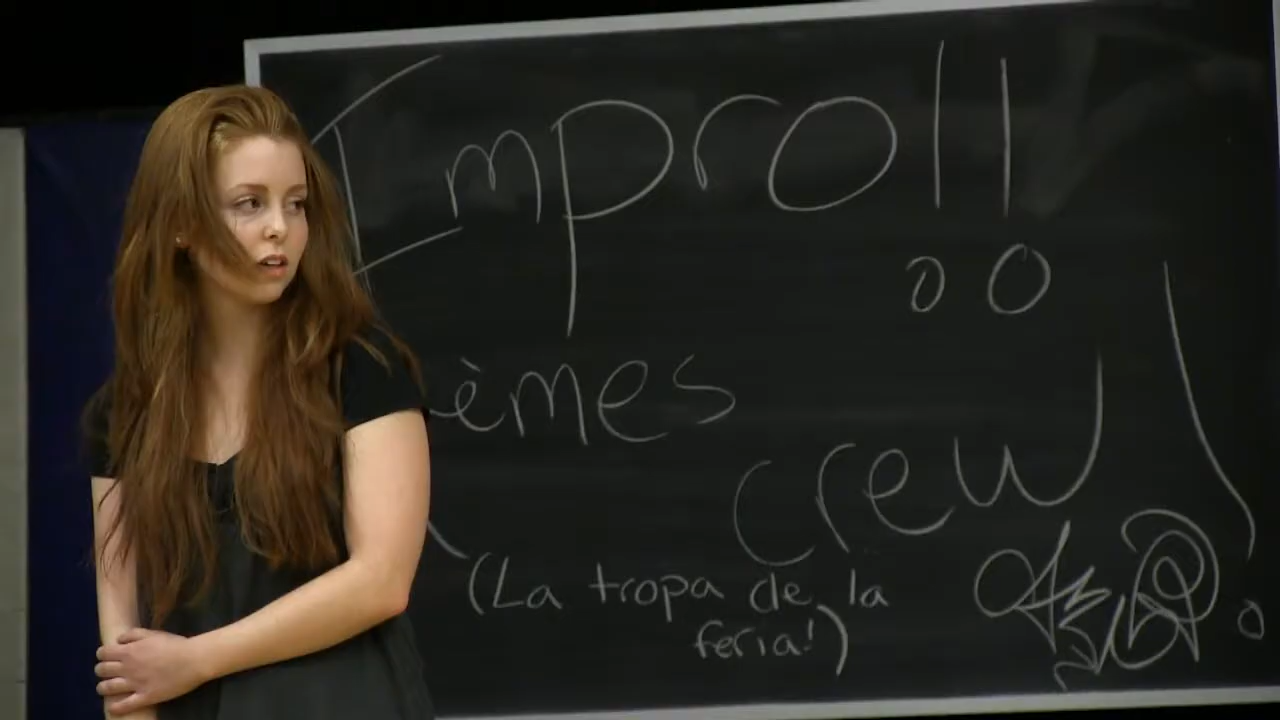 Improll
èmes
crew!
(La tropa de la
feria!)